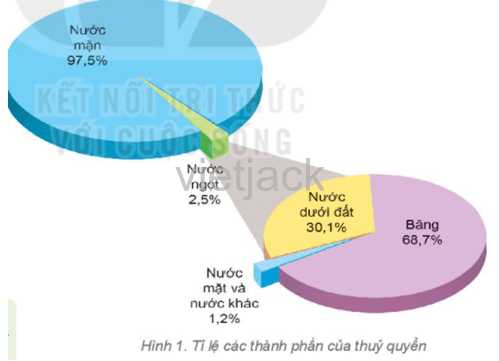 Nước
mặn
97,5%
KẾT NỐI TRI THỨC
VỚI CUỘC SỐNG
Nước
ngọt
2,5%
vietjack
Nước
dưới đất
30,1%
Băng
68,7%
Nước
mặt và
nước khác
1,2%
Hình 1. Tỉ lệ các thành phần của thuỷ quyển